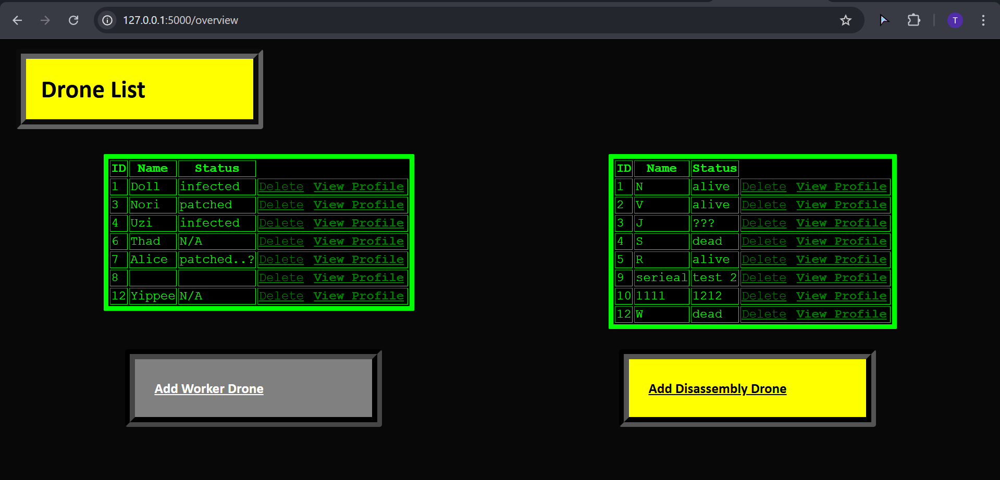 127.0.0.1:5000/overview
T
Drone List
ID Name Status
1 Doll infected Delete View Profile
3 Nori patched Delete View Profile
4 Uzi infected Delete View Profile
6 Thad N/A Delete View Profile
7 Alice patched..? Delete View Profile
8 Delete View Profile
12 Yippee N/A Delete View Profile
Add Worker Drone
ID Name Status
1 N alive Delete View Profile
2 V alive Delete View Profile
3 J ??? Delete View Profile
4 S dead Delete View Profile
5 R alive Delete View Profile
9 serieal test 2 Delete View Profile
10 1111 1212 Delete View Profile
12 W dead Delete View Profile
Add Disassembly Drone